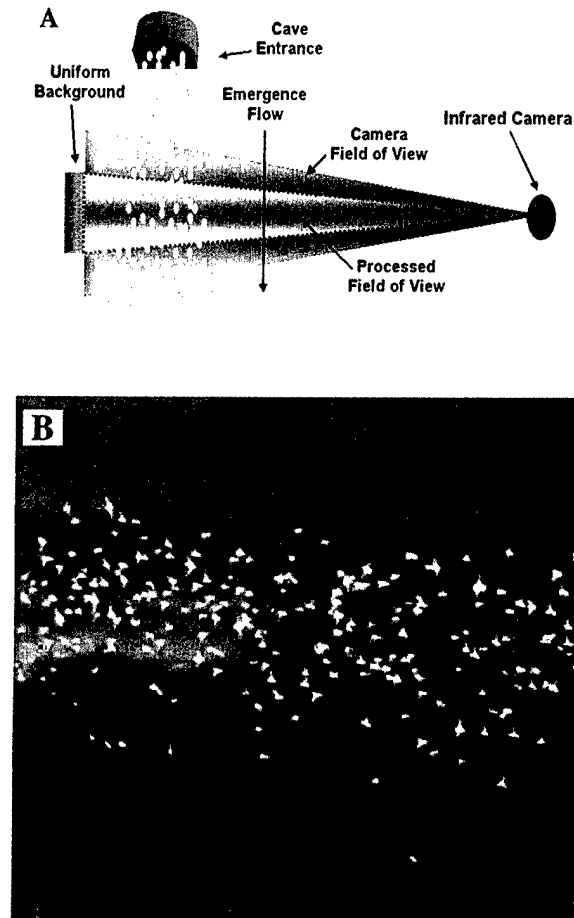 A
Cave
Entrance
Uniform
Background
Emergence
Flow
Infrared Camera
Camera
Field of View
Processed
Field of View
B